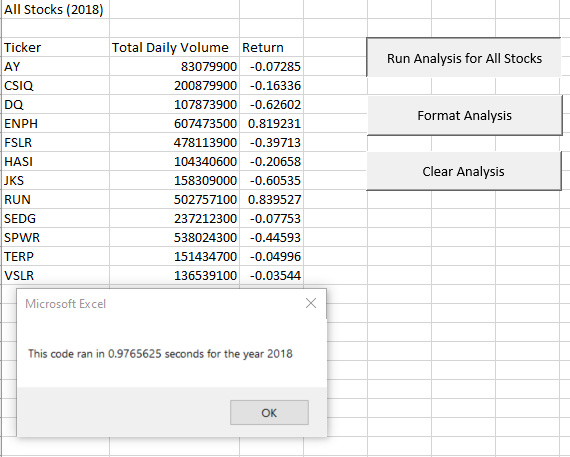 All Stocks (2018)
Ticker Total Daily Volume Return
AY 83079900 -0.07285
CSIQ 200879900 -0.16336
DQ 107873900 -0.62602
ENPH 607473500 0.819231
FSLR 478113900 -0.39713
HASI 104340600 -0.20658
JKS 158309000 -0.60535
RUN 502757100 0.839527
SEDG 237212300 -0.07753
SPWR 538024300 -0.44593
TERP 151434700 -0.04996
VSLR 136539100 -0.03544
Run Analysis for All Stocks
Format Analysis
Clear Analysis
Microsoft Excel
This code ran in 0.9765625 seconds for the year 2018
OK